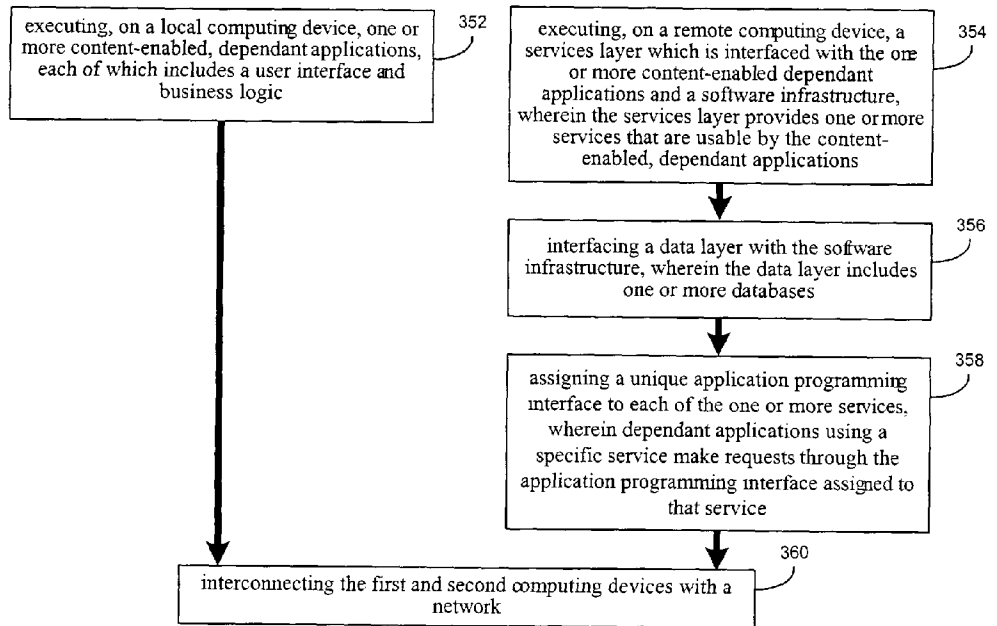 executing, on a local computing device, one or
more content-enabled, dependant applications,
each of which includes a user interface and
business logic
352
executing, on a remote computing device, a
services layer which is interfaced with the one
or more content-enabled dependant
applications and a software infrastructure,
wherein the services layer provides one or more
services that are usable by the content-
enabled, dependant applications
354
interfacing a data layer with the software
infrastructure, wherein the data layer includes
one or more databases
356
assigning a unique application programming
interface to each of the one or more services,
wherein dependant applications using a
specific service make requests through the
application programming interface assigned to
that service
358
interconnecting the first and second computing devices with a
network
360